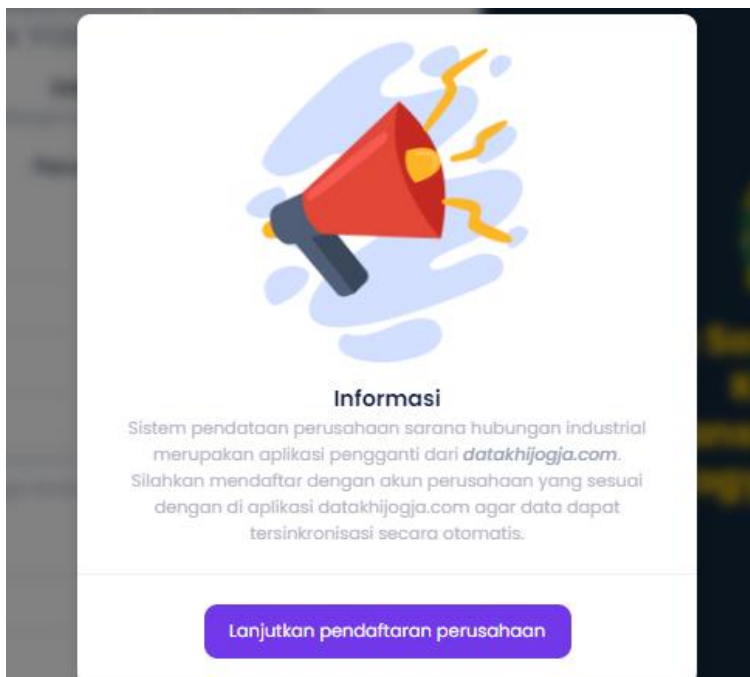 Informasi
Sistem pendataan perusahaan sarana hubungan industrial
merupakan aplikasi pengganti dari datakhijogja.com.
Silahkan mendaftar dengan akun perusahaan yang sesuai
dengan di aplikasi datakhijogja.com agar data dapat
tersinkronisasi secara otomatis.
Lanjutkan pendaftaran perusahaan